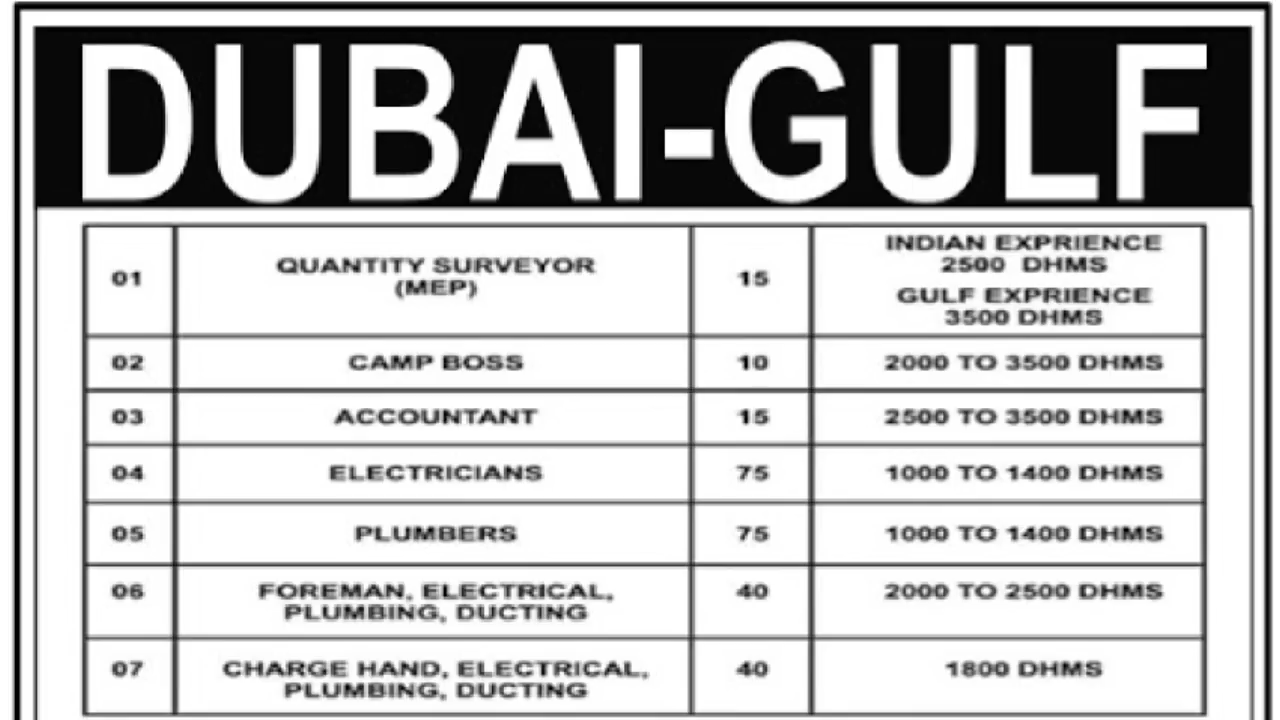 DUBAI-GULF
01 QUANTITY SURVEYOR (MEP) 15 INDIAN EXPRIENCE 2500 DHMS GULF EXPRIENCE 3500 DHMS
02 CAMP BOSS 10 2000 TO 3500 DHMS
03 ACCOUNTANT 15 2500 TO 3500 DHMS
04 ELECTRICIANS 75 1000 TO 1400 DHMS
05 PLUMBERS 75 1000 TO 1400 DHMS
06 FOREMAN, ELECTRICAL, PLUMBING, DUCTING 40 2000 TO 2500 DHMS
07 CHARGE HAND, ELECTRICAL, PLUMBING, DUCTING 40 1800 DHMS